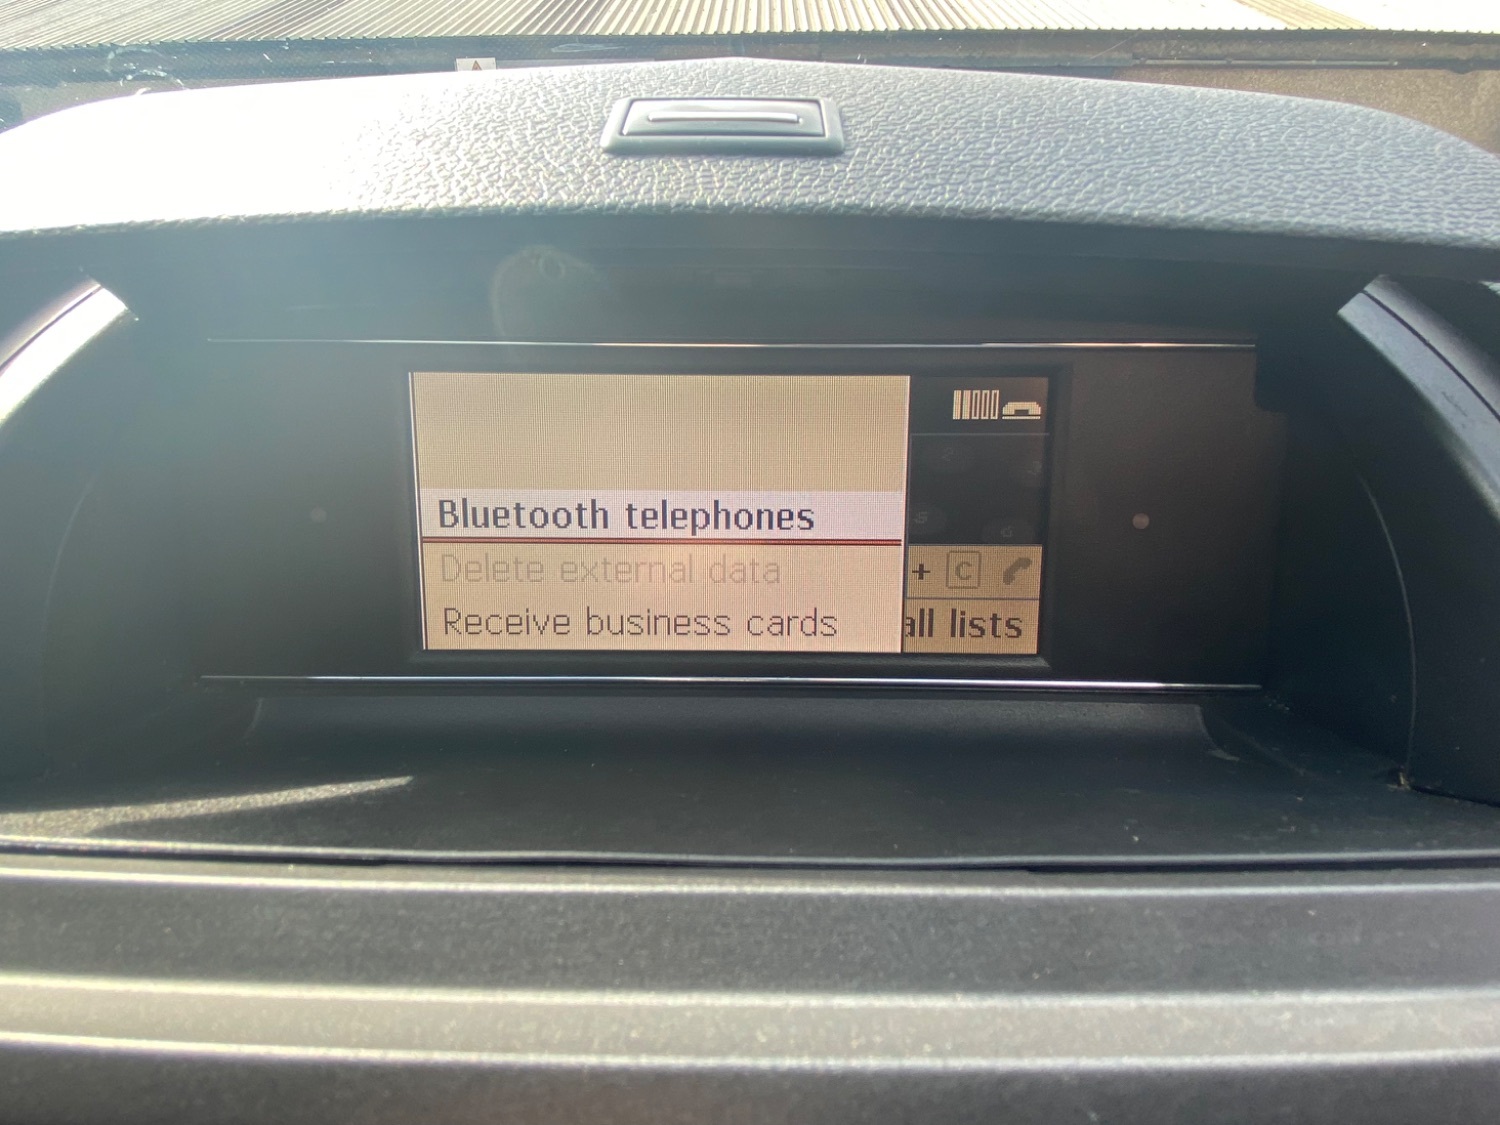 Bluetooth telephones
Delete external data
Receive business cards
+ C
all lists